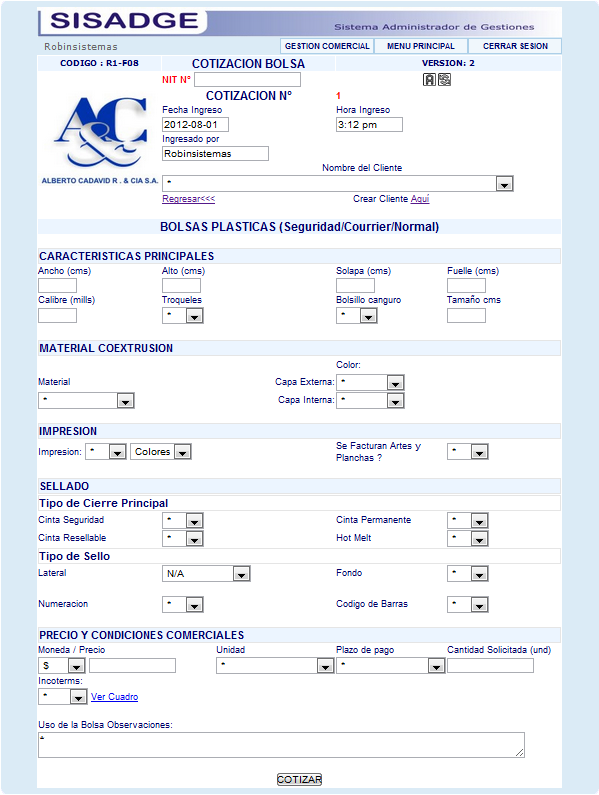 SISADGE
Sistema Administrador de Gestiones
Robinsistemas
GESTION COMERCIAL MENU PRINCIPAL CERRAR SESION
CODIGO : R1-F08 COTIZACION BOLSA VERSION: 2
NIT N°
COTIZACION N° 1
Fecha Ingreso Hora Ingreso
2012-08-01 3:12 pm
Ingresado por
Robinsistemas
A&C
ALBERTO CADAVID R . & CIA S.A.
Nombre del Cliente
*
Regresar<<< Crear Cliente Aquí
BOLSAS PLASTICAS (Seguridad/Courrier/Normal)
CARACTERISTICAS PRINCIPALES
Ancho (cms) Alto (cms) Solapa (cms) Fuelle (cms)
Calibre (mills) Troqueles Bolsillo canguro Tamaño cms
* *
MATERIAL COEXTRUSION
Color:
Material Capa Externa: *
* Capa Interna: *
IMPRESION
Impresion: * Colores Se Facturan Artes y
Planchas ? *
SELLADO
Tipo de Cierre Principal
Cinta Seguridad * Cinta Permanente *
Cinta Resellable * Hot Melt *
Tipo de Sello
Lateral N/A Fondo *
Numeracion * Codigo de Barras *
PRECIO Y CONDICIONES COMERCIALES
Moneda / Precio Unidad Plazo de pago Cantidad Solicitada (und)
$ * *
Incoterms:
* Ver Cuadro
Uso de la Bolsa Observaciones:
*
COTIZAR